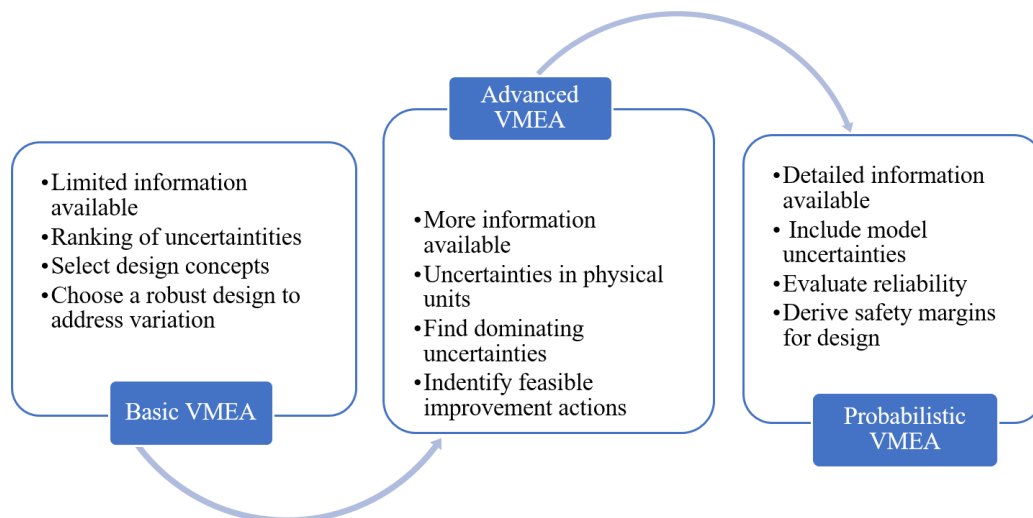 •Limited information
available
•Ranking of uncertaintities
•Select design concepts
•Choose a robust design to
address variation
Basic VMEA
Advanced
VMEA
•More information
available
•Uncertainties in physical
units
•Find dominating
uncertainties
•Indentify feasible
improvement actions
•Detailed information
available
• Include model
uncertainties
•Evaluate reliability
•Derive safety margins
for design
Probabilistic
VMEA